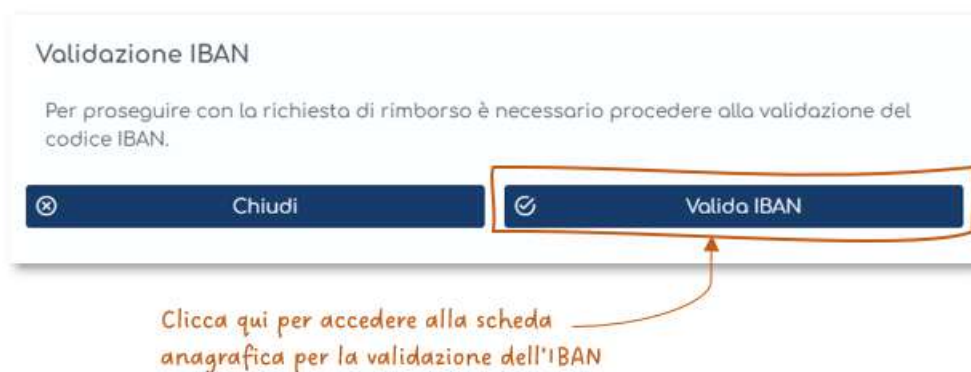 Validazione IBAN
Per proseguire con la richiesta di rimborso è necessario procedere alla validazione del
codice IBAN.
Chiudi
Valida IBAN
Clicca qui per accedere alla scheda
anagrafica per la validazione dell'IBAN